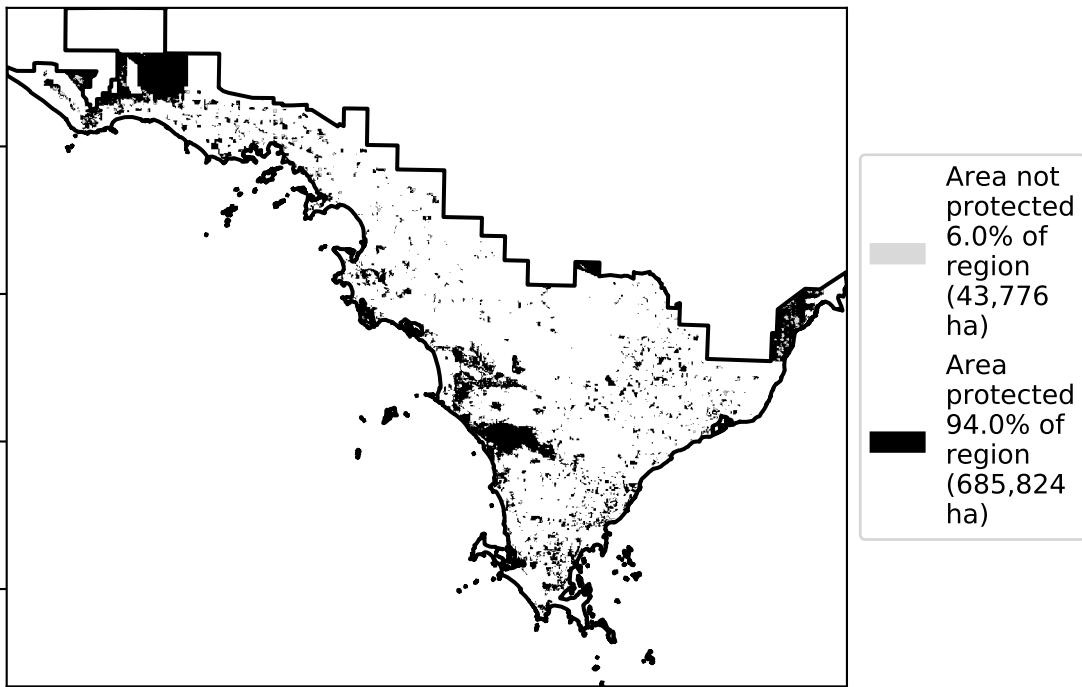 Area not
protected
6.0% of
region
(43,776
ha)
Area
protected
94.0% of
region
(685,824
ha)